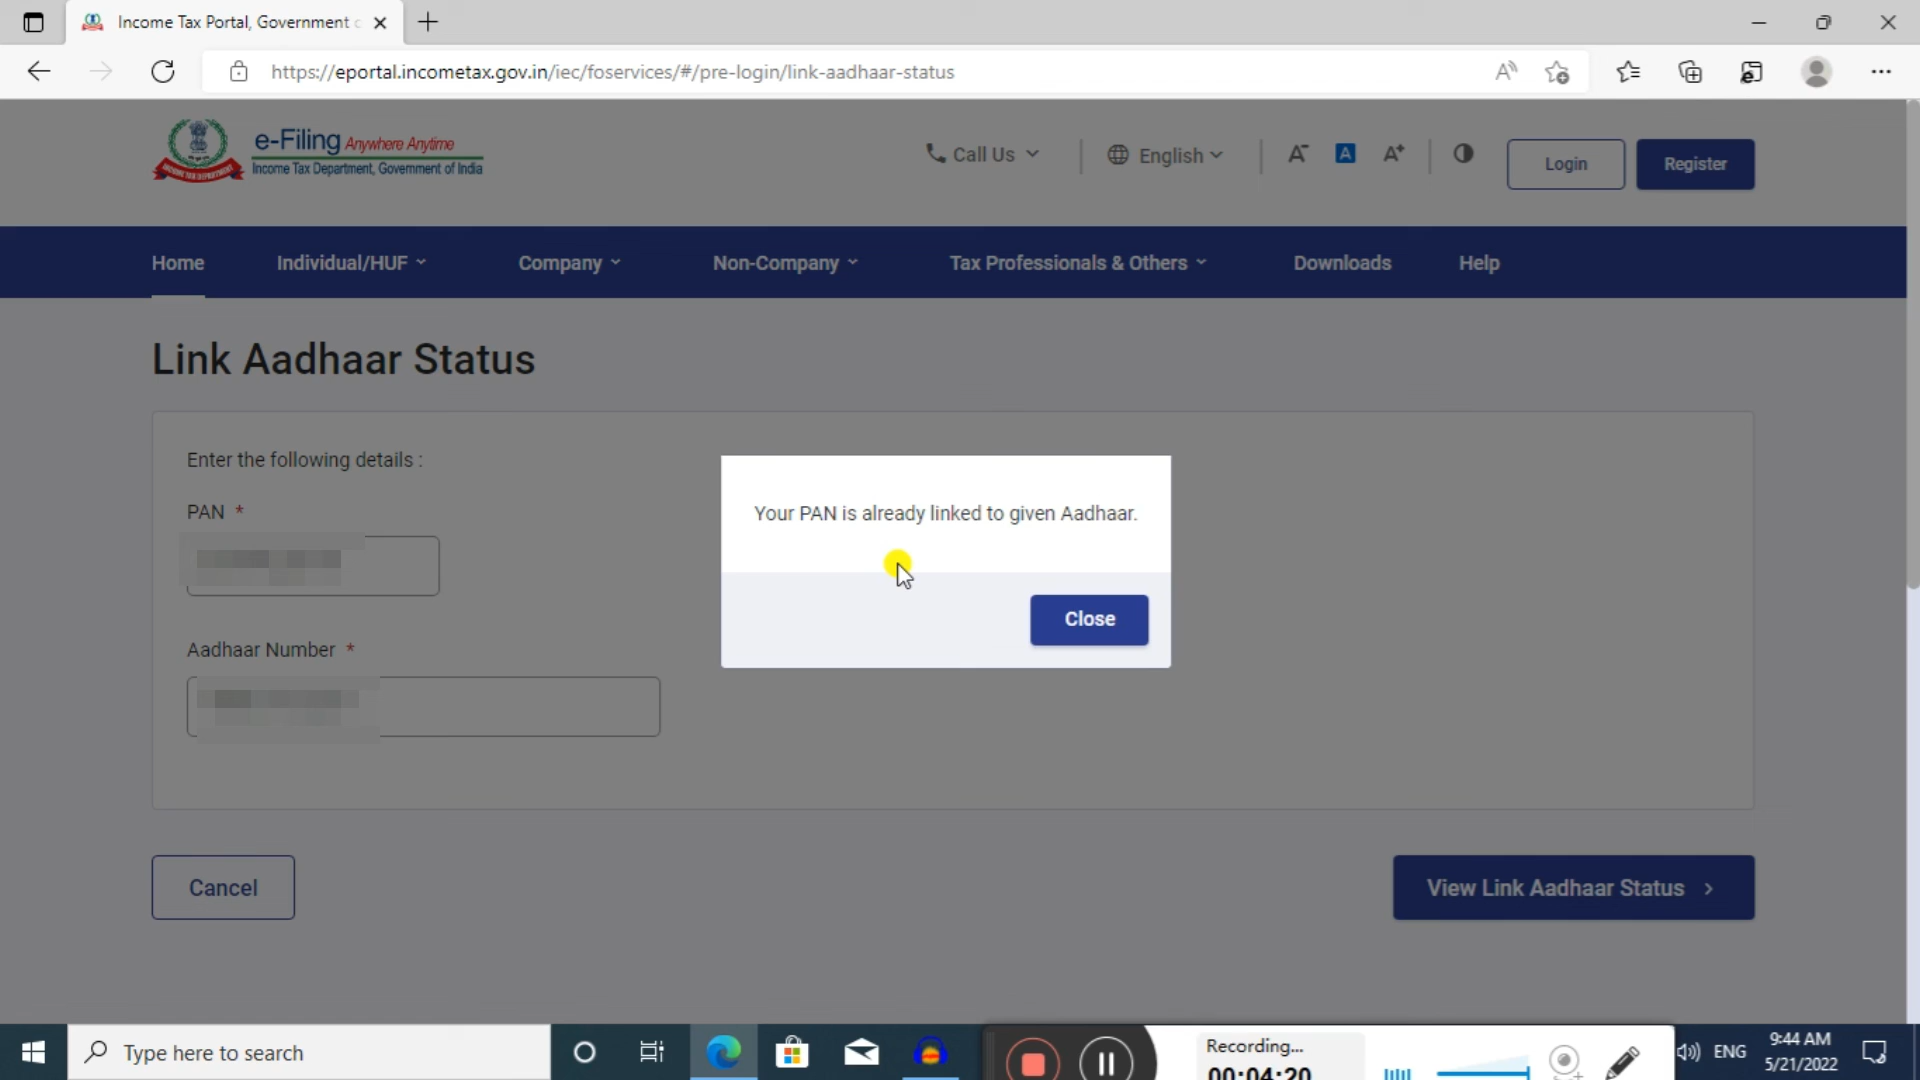 Income Tax Portal, Government
https://eportal.incometax.gov.in/iec/foservices/#/pre-login/link-aadhaar-status
e-Filing Anywhere Anytime
Income Tax Department, Government of India
INCOME TAX DEPARTMENT
Call Us
English
A-
A
A+
Login
Register
Home
Individual/HUF
Company
Non-Company
Tax Professionals & Others
Downloads
Help
Link Aadhaar Status
Enter the following details :
PAN *
Aadhaar Number *
Your PAN is already linked to given Aadhaar.
Close
Cancel
View Link Aadhaar Status >
Type here to search
Recording...
00:04:20
ENG
9:44 AM
5/21/2022